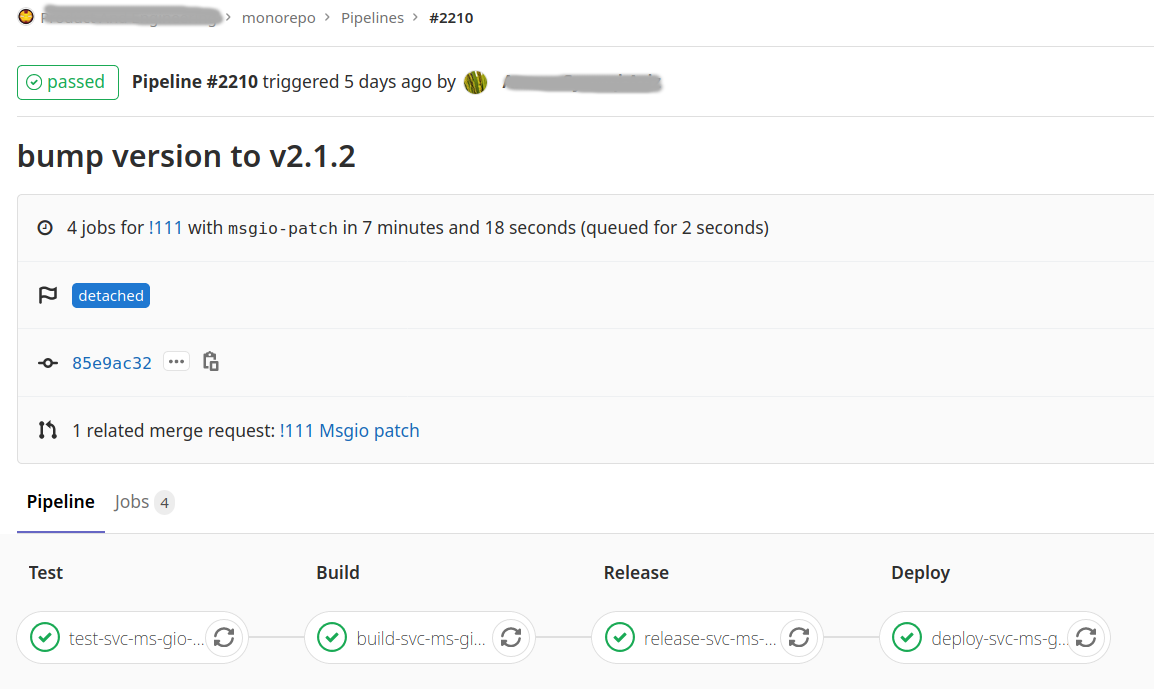 monorepo > Pipelines > #2210
passed Pipeline #2210 triggered 5 days ago by
bump version to v2.1.2
4 jobs for !111 with msgio-patch in 7 minutes and 18 seconds (queued for 2 seconds)
detached
85e9ac32 ...
1 related merge request: !111 Msgio patch
Pipeline Jobs 4
Test Build Release Deploy
test-svc-ms-gio-... build-svc-ms-gi... release-svc-ms-... deploy-svc-ms-g...